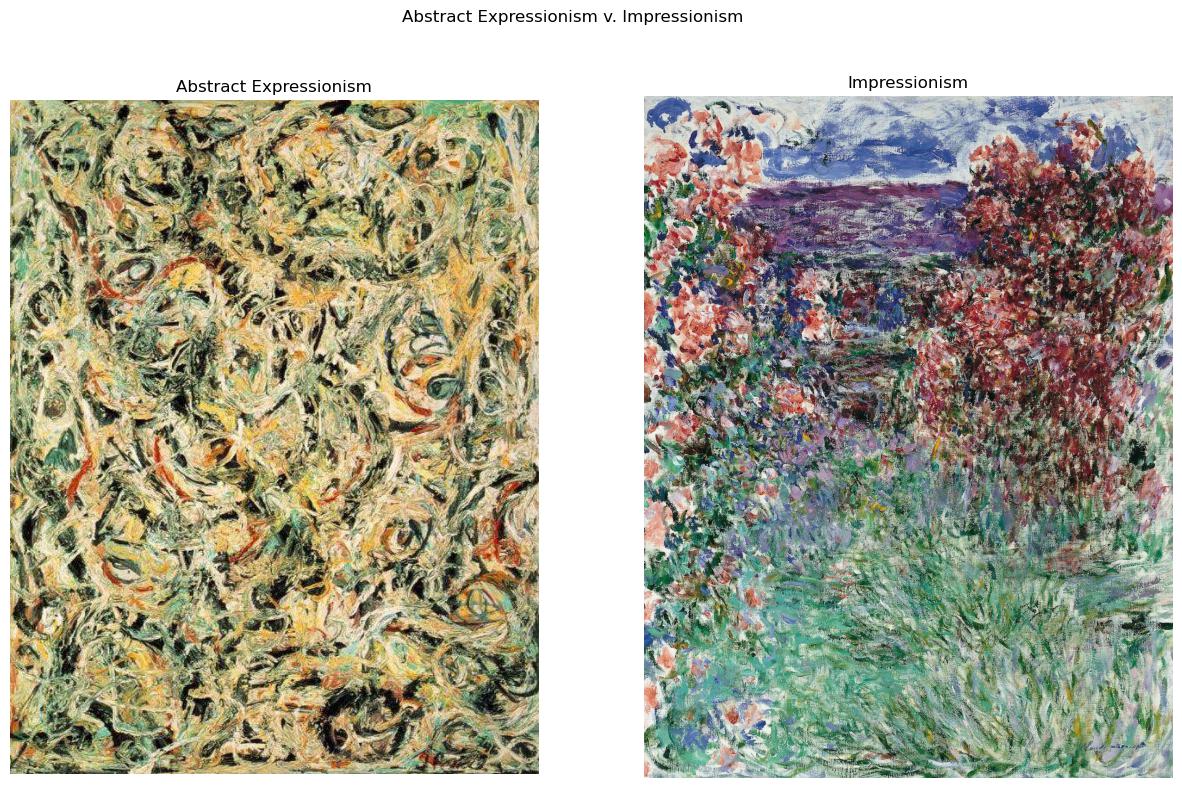 Abstract Expressionism v. Impressionism
Abstract Expressionism
Impressionism